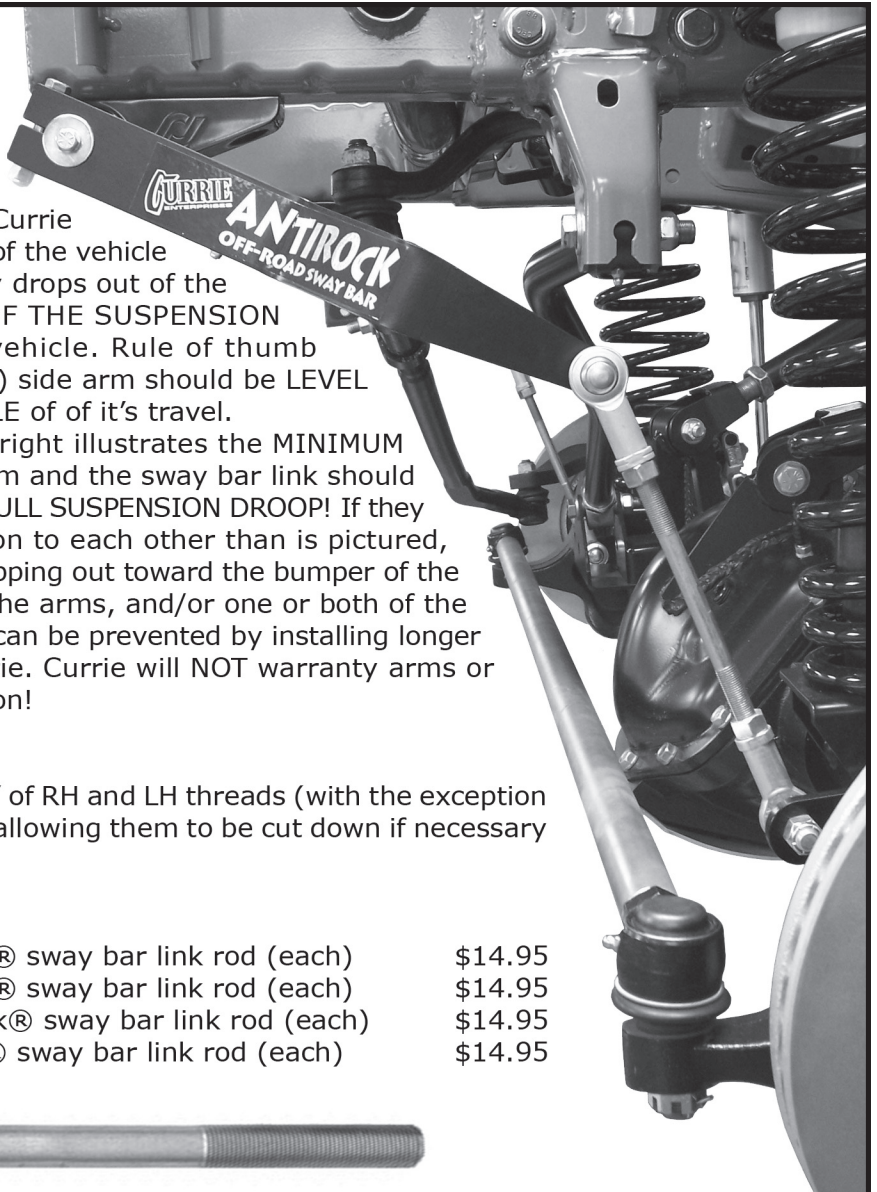 CURRIE
ENTERPRISES
ANTIROCK
OFF-ROAD SWAY BAR
Currie
of the vehicle
drops out of the
F THE SUSPENSION
vehicle. Rule of thumb
) side arm should be LEVEL
LE of of it’s travel.
right illustrates the MINIMUM
m and the sway bar link should
ULL SUSPENSION DROOP! If they
on to each other than is pictured,
pping out toward the bumper of the
he arms, and/or one or both of the
can be prevented by installing longer
ie. Currie will NOT warranty arms or
on!
of RH and LH threads (with the exception
allowing them to be cut down if necessary
® sway bar link rod (each) $14.95
® sway bar link rod (each) $14.95
k® sway bar link rod (each) $14.95
sway bar link rod (each) $14.95